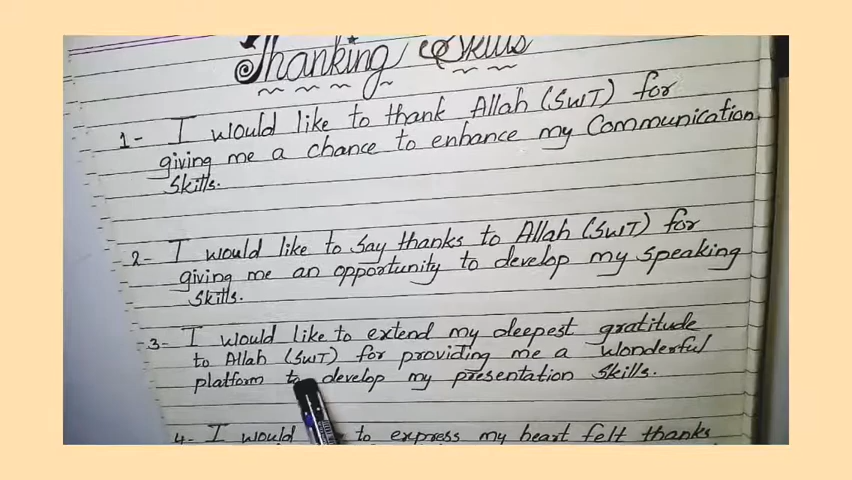 Thanking Skills
1- I would like to thank Allah (SWT) for
giving me a chance to enhance my Communication
Skills.
2- I would like to say thanks to Allah (SWT) for
giving me an opportunity to develop my speaking
Skills.
3- I would like to extend my deepest gratitude
to Allah (SWT) for providing me a wonderful
platform to develop my presentation Skills.
4- I would to express my heart felt thanks